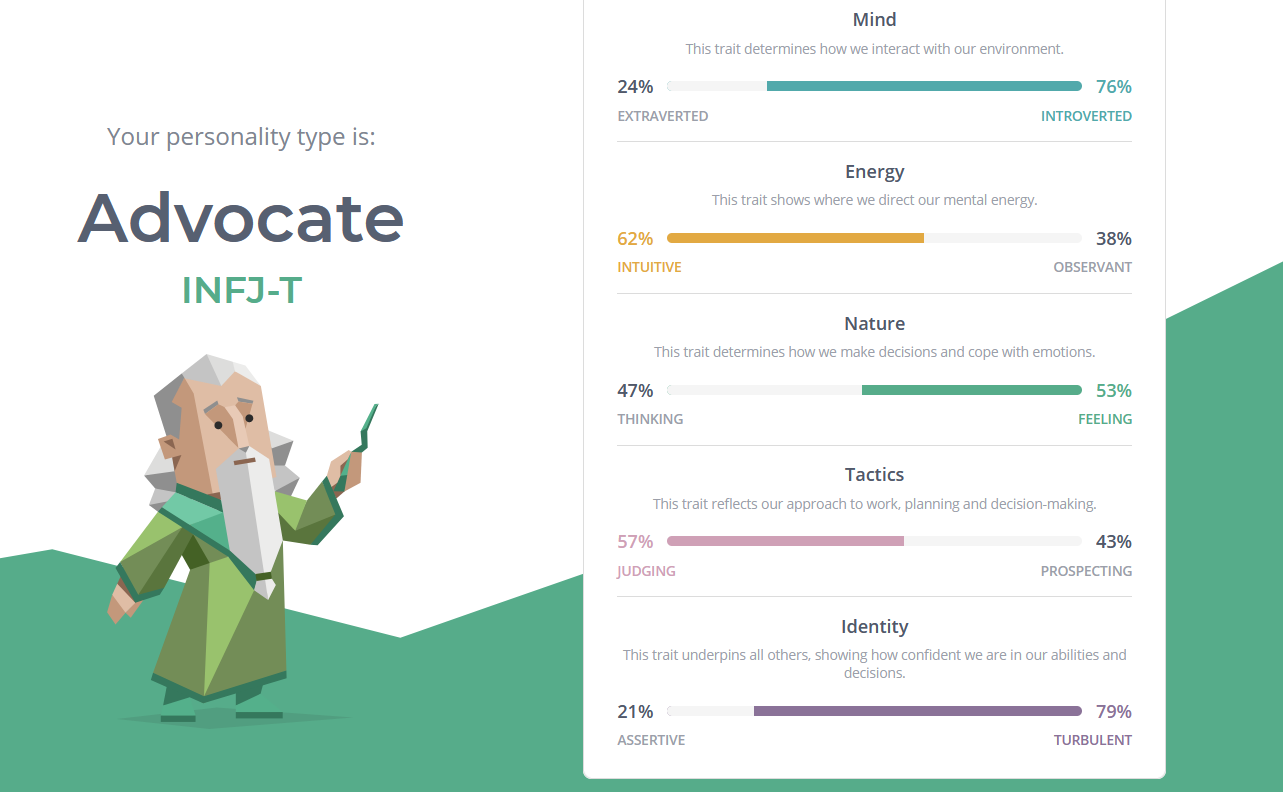 Your personality type is:
Advocate
INFJ-T
Mind
This trait determines how we interact with our environment.
24% 76%
EXTRAVERTED INTROVERTED
Energy
This trait shows where we direct our mental energy.
62% 38%
INTUITIVE OBSERVANT
Nature
This trait determines how we make decisions and cope with emotions.
47% 53%
THINKING FEELING
Tactics
This trait reflects our approach to work, planning and decision-making.
57% 43%
JUDGING PROSPECTING
Identity
This trait underpins all others, showing how confident we are in our abilities and
decisions.
21% 79%
ASSERTIVE TURBULENT